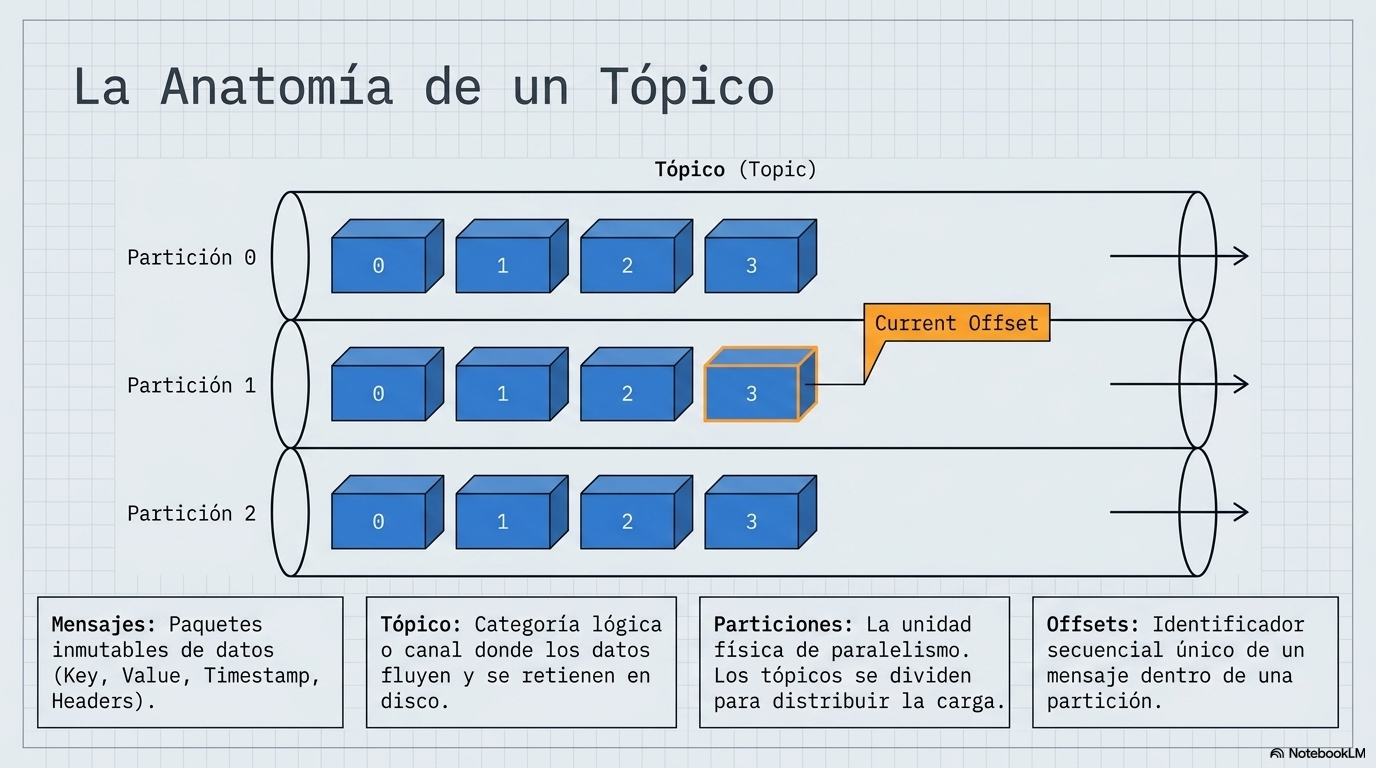 La Anatomía de un Tópico
Tópico (Topic)
Partición 0
0 1 2 3
Current Offset
Partición 1
0 1 2 3
Partición 2
0 1 2 3
Mensajes: Paquetes
inmutables de datos
(Key, Value, Timestamp,
Headers).
Tópico: Categoría lógica
o canal donde los datos
fluyen y se retienen en
disco.
Particiones: La unidad
física de paralelismo.
Los tópicos se dividen
para distribuir la carga.
Offsets: Identificador
secuencial único de un
mensaje dentro de una
partición.
NotebookLM